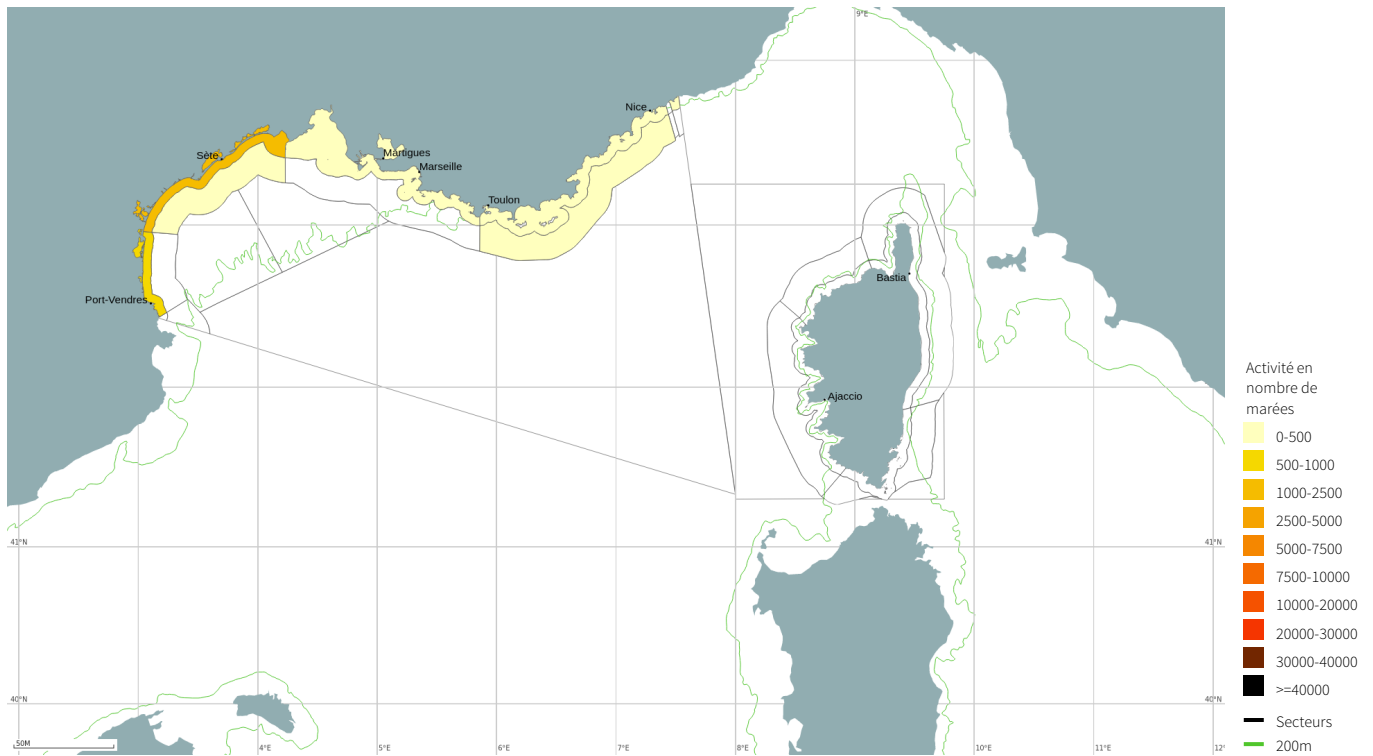 9°E
Nice
Sète
Martigues
Marseille
Toulon
Bastia
Port-Vendres
Ajaccio
41°N
41°N
40°N
40°N
50M
4°E
5°E
6°E
7°E
8°E
10°E
11°E
12°
Activité en
nombre de
marées
0-500
500-1000
1000-2500
2500-5000
5000-7500
7500-10000
10000-20000
20000-30000
30000-40000
>=40000
Secteurs
200m